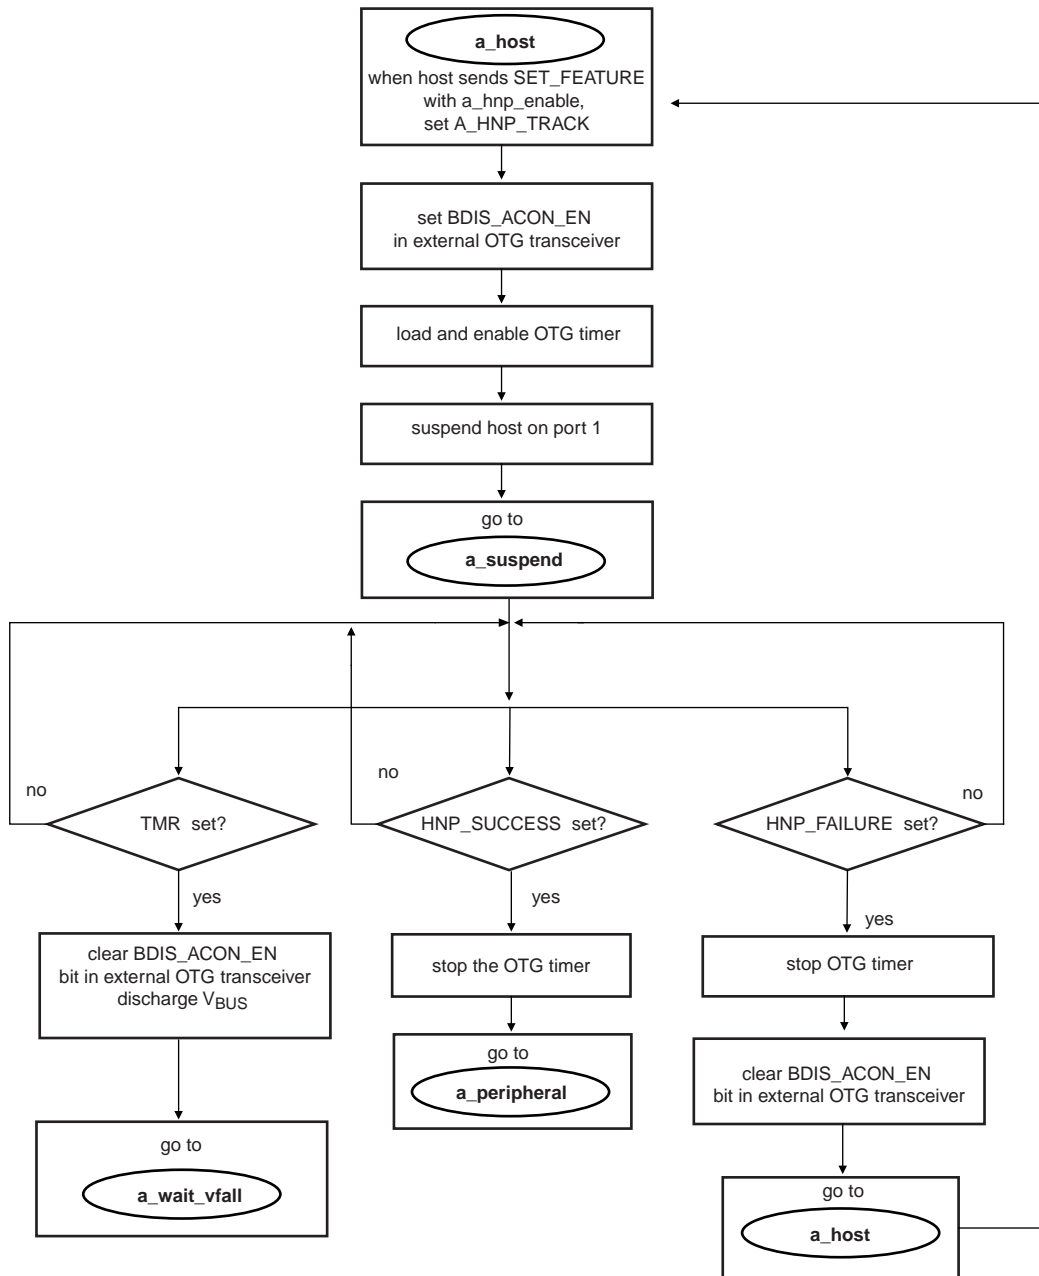 a_host
when host sends SET_FEATURE
with a_hnp_enable,
set A_HNP_TRACK
set BDIS_ACON_EN
in external OTG transceiver
load and enable OTG timer
suspend host on port 1
go to
a_suspend
no
TMR set?
yes
no
HNP_SUCCESS set?
yes
no
HNP_FAILURE set?
yes
clear BDIS_ACON_EN
bit in external OTG transceiver
discharge VBUS
go to
a_wait_vfall
stop the OTG timer
go to
a_peripheral
stop OTG timer
clear BDIS_ACON_EN
bit in external OTG transceiver
go to
a_host